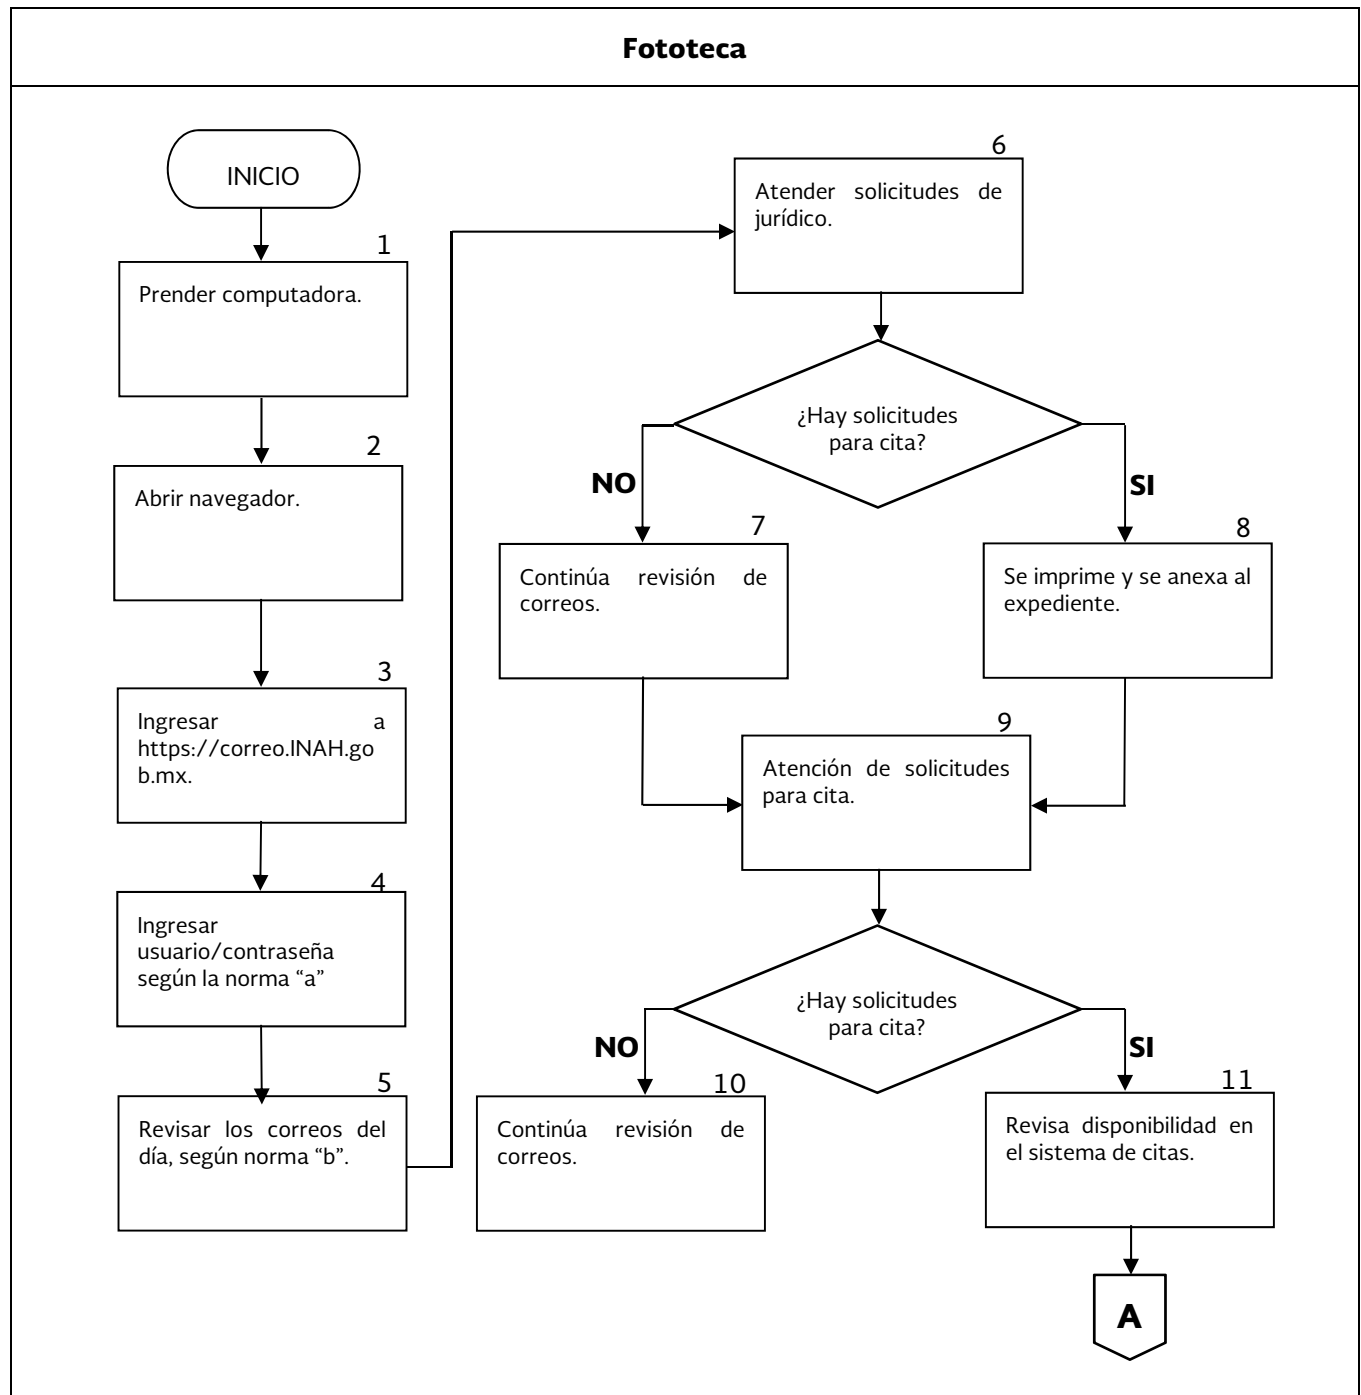 Fototeca
INICIO
1
Prender computadora.
2
Abrir navegador.
3
Ingresar a
https://correo.INAH.go
b.mx.
4
Ingresar
usuario/contraseña
según la norma “a”
5
Revisar los correos del
día, según norma “b”.
6
Atender solicitudes de
jurídico.
¿Hay solicitudes
para cita?
NO
SI
7
Continúa revisión de
correos.
8
Se imprime y se anexa al
expediente.
9
Atención de solicitudes
para cita.
¿Hay solicitudes
para cita?
NO
SI
10
Continúa revisión de
correos.
11
Revisa disponibilidad en
el sistema de citas.
A